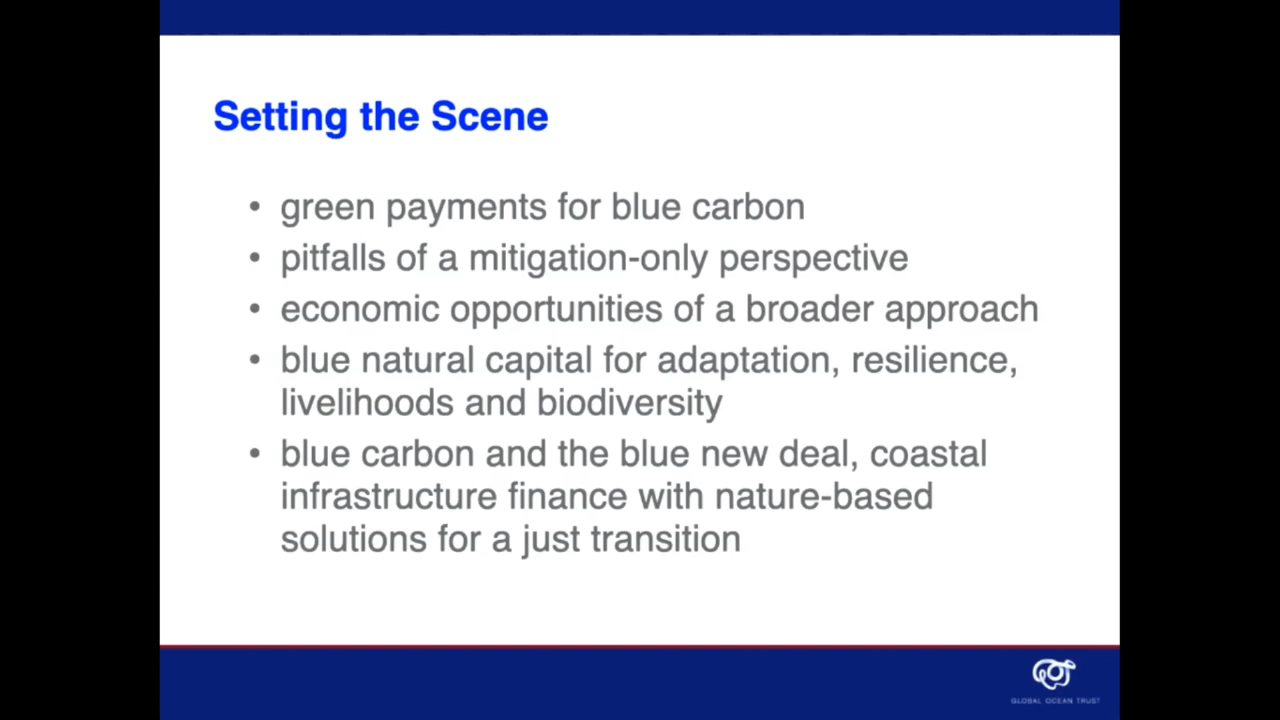 Setting the Scene
• green payments for blue carbon
• pitfalls of a mitigation-only perspective
• economic opportunities of a broader approach
• blue natural capital for adaptation, resilience,
livelihoods and biodiversity
• blue carbon and the blue new deal, coastal
infrastructure finance with nature-based
solutions for a just transition
GLOBAL OCEAN TRUST